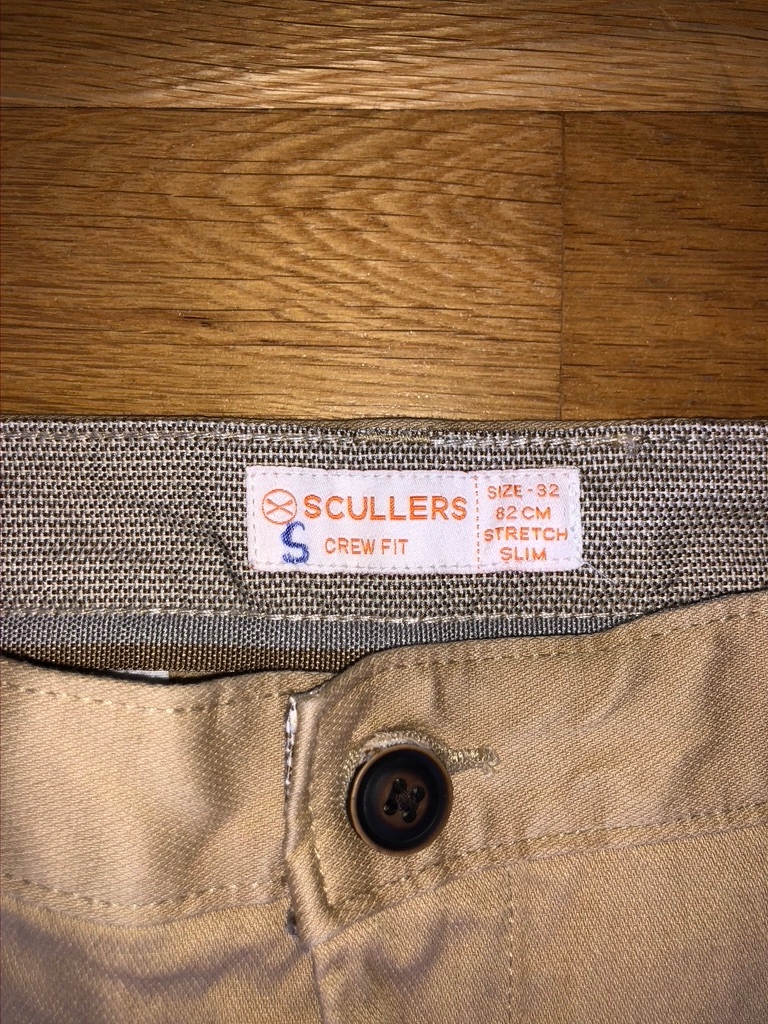 SCULLERS
S
CREW FIT
SIZE - 32
82 CM
STRETCH
SLIM